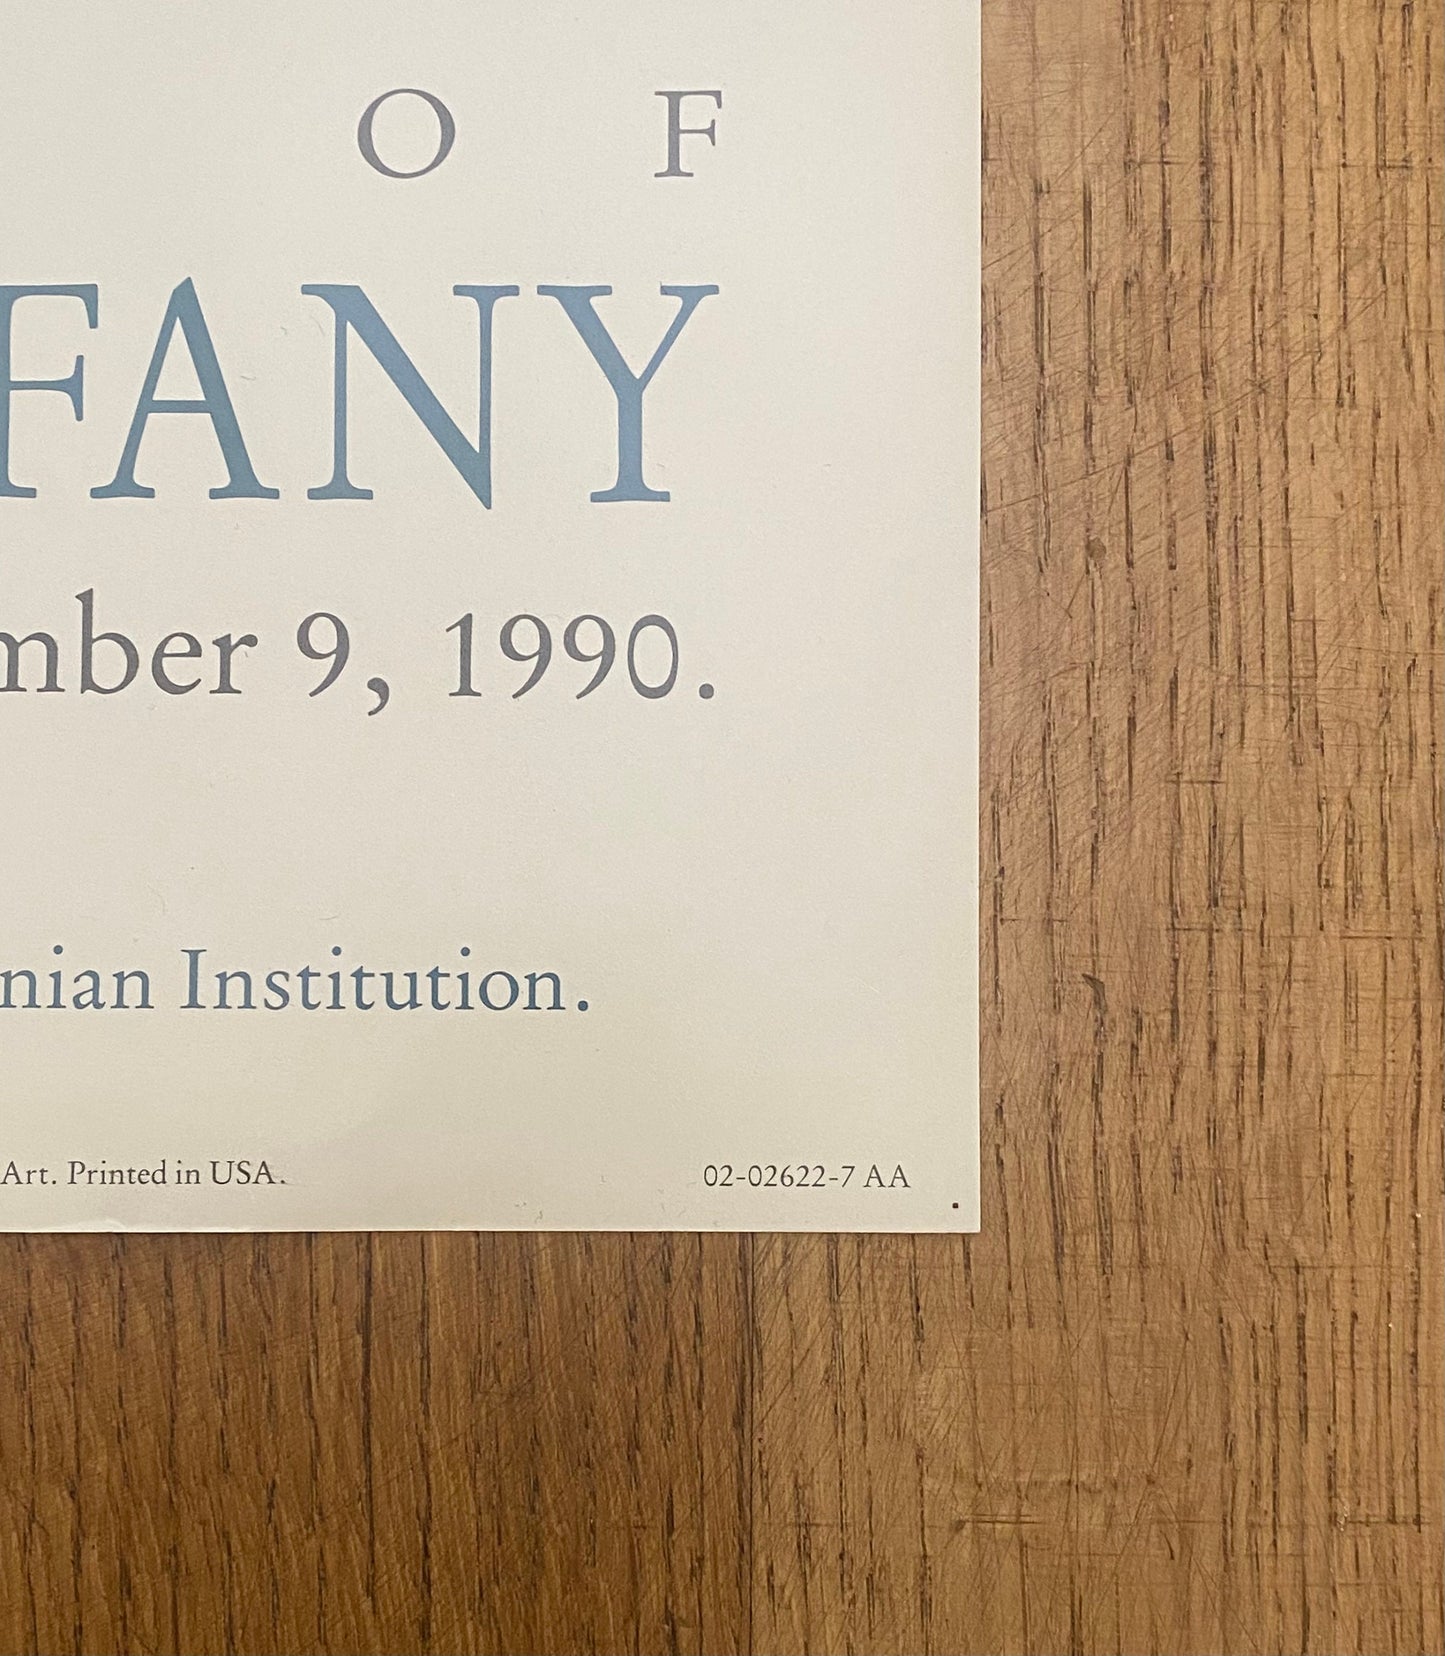 O F
FANY
mber 9, 1990.
nian Institution.
Art. Printed in USA.
02-02622-7 AA